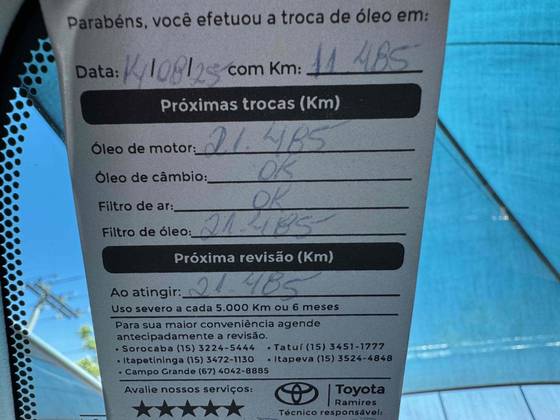 Parabéns, você efetuou a troca de óleo em:
Data: 14/08/25 com Km: 11.485
Próximas trocas (Km)
Óleo de motor: 21.485
Óleo de câmbio: OK
Filtro de ar: OK
Filtro de óleo: 21.485
Próxima revisão (Km)
Ao atingir: 21.485
Uso severo a cada 5.000 Km ou 6 meses
Para sua maior conveniência agende
antecipadamente a revisão.
• Sorocaba (15) 3224-5444 • Tatuí (15) 3451-1777
• Itapetininga (15) 3472-1130 • Itapeva (15) 3524-4848
• Campo Grande (67) 4042-8885
Avalie nossos serviços:
Toyota
Ramires
Técnico responsável: